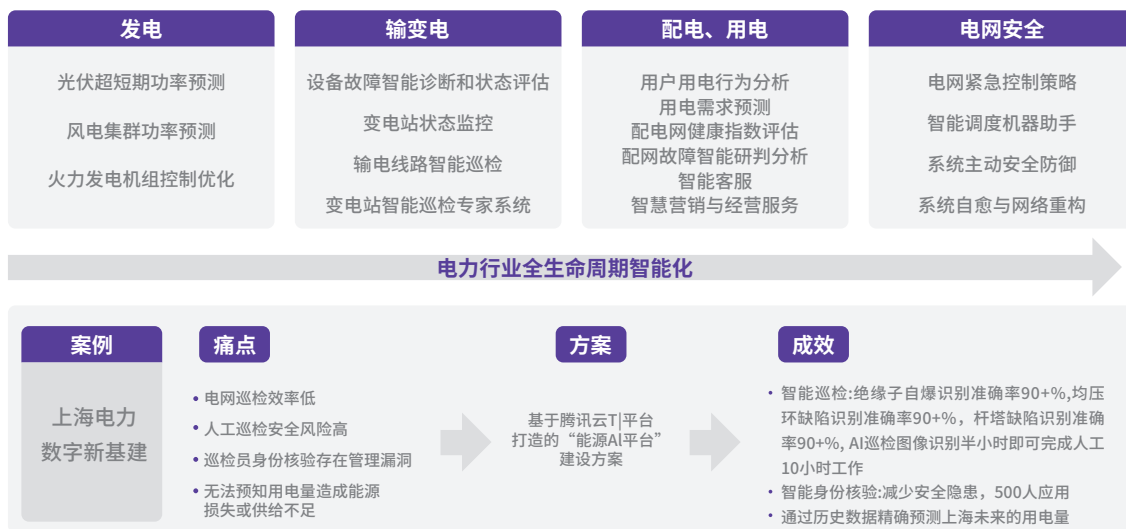 发电
光伏超短期功率预测
风电集群功率预测
火力发电机组控制优化
输变电
设备故障智能诊断和状态评估
变电站状态监控
输电线路智能巡检
变电站智能巡检专家系统
配电、用电
用户用电行为分析
用电需求预测
配电网健康指数评估
配网故障智能研判分析
智能客服
智慧营销与经营服务
电网安全
电网紧急控制策略
智能调度机器助手
系统主动安全防御
系统自愈与网络重构
电力行业全生命周期智能化
案例
上海电力
数字新基建
痛点
• 电网巡检效率低
• 人工巡检安全风险高
• 巡检员身份核验存在管理漏洞
• 无法预知用电量造成能源
损失或供给不足
方案
基于腾讯云T|平台
打造的“能源AI平台”
建设方案
成效
• 智能巡检:绝缘子自爆识别准确率90+%,均压
环缺陷识别准确率90+%，杆塔缺陷识别准确
率90+%, AI巡检图像识别半小时即可完成人工
10小时工作
• 智能身份核验:减少安全隐患，500人应用
• 通过历史数据精确预测上海未来的用电量